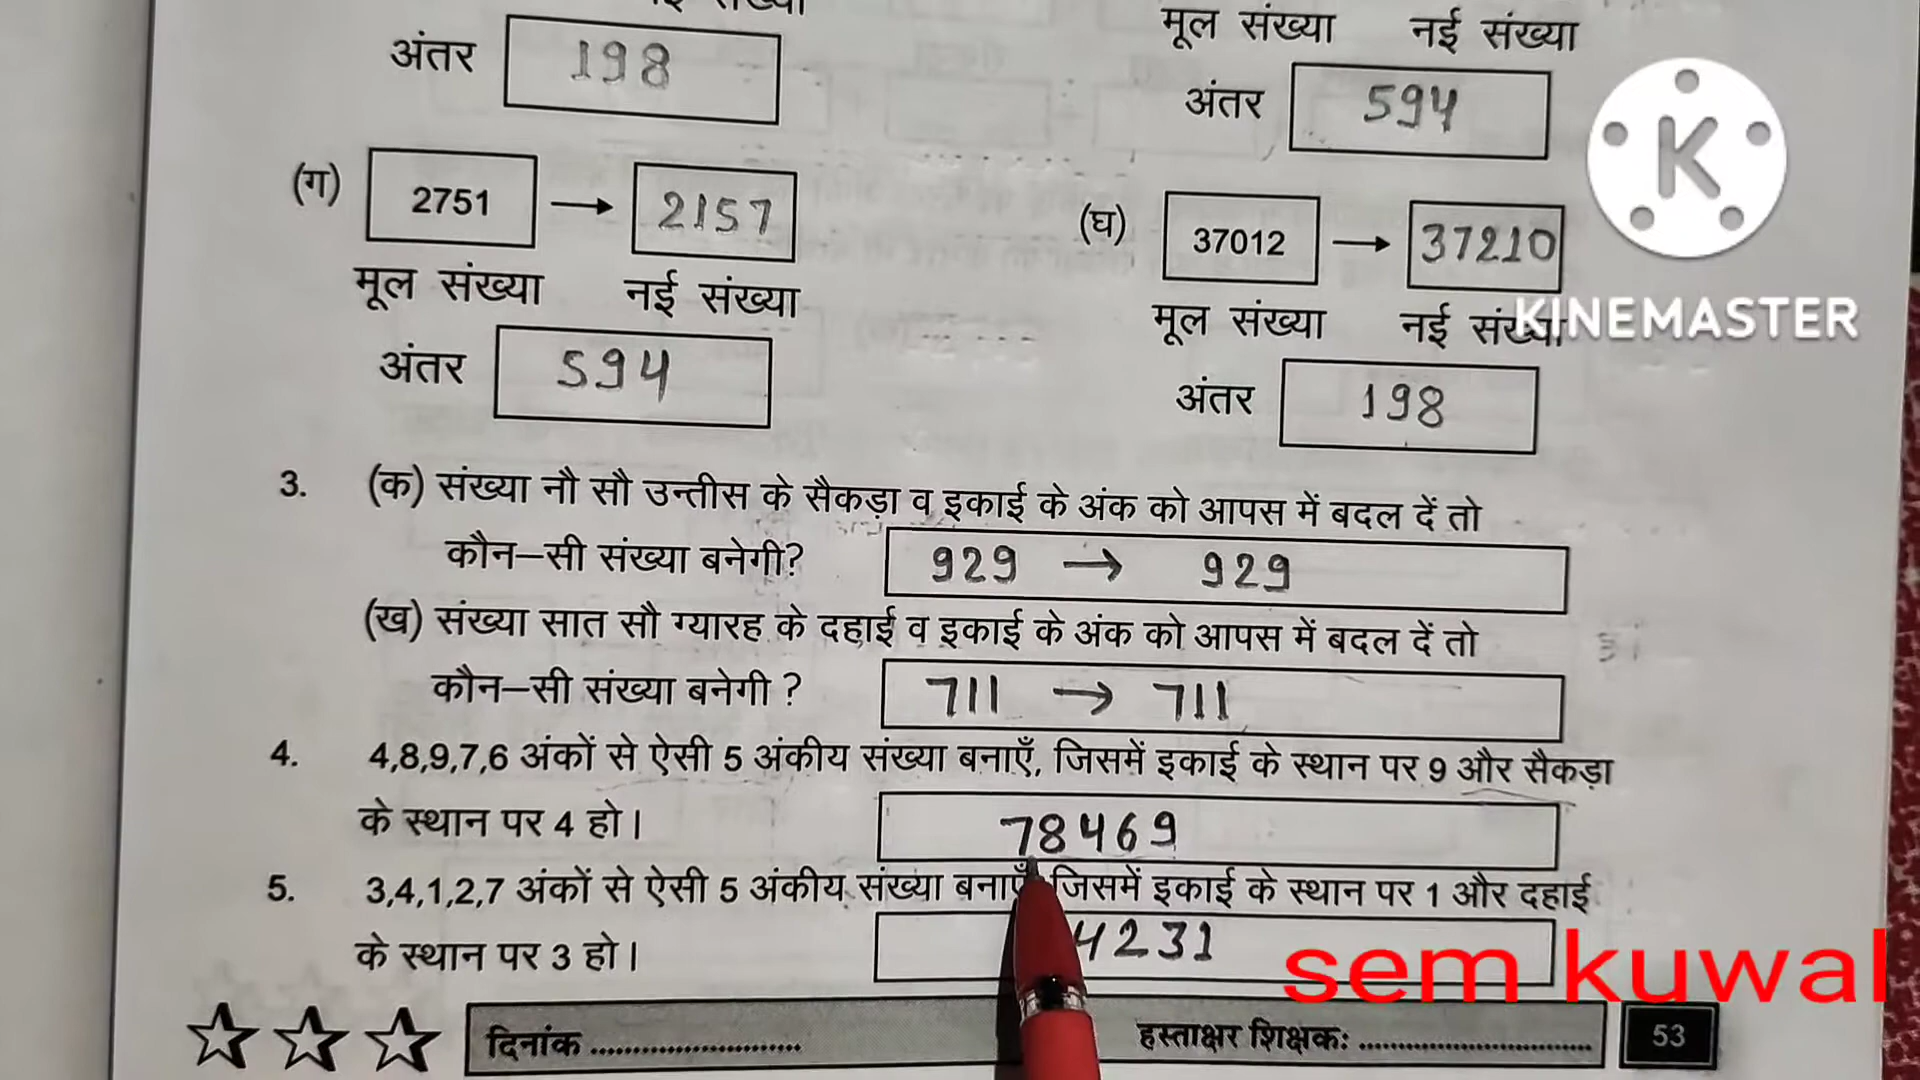 अंतर 198
मूल संख्या नई संख्या
अंतर 594
(ग) 2751 → 2157
मूल संख्या नई संख्या
अंतर 594
(घ) 37012 → 37210
मूल संख्या नई संख्या
अंतर 198
KINEMASTER
3. (क) संख्या नौ सौ उन्तीस के सैकड़ा व इकाई के अंक को आपस में बदल दें तो
कौन–सी संख्या बनेगी? 929 → 929
(ख) संख्या सात सौ ग्यारह के दहाई व इकाई के अंक को आपस में बदल दें तो
कौन–सी संख्या बनेगी ? 711 → 711
4. 4,8,9,7,6 अंकों से ऐसी 5 अंकीय संख्या बनाएँ, जिसमें इकाई के स्थान पर 9 और सैकड़ा
के स्थान पर 4 हो। 78469
5. 3,4,1,2,7 अंकों से ऐसी 5 अंकीय संख्या बनाएँ जिसमें इकाई के स्थान पर 1 और दहाई
के स्थान पर 3 हो। 4231
sem kuwal
दिनांक ........................ हस्ताक्षर शिक्षक: ........................... 53